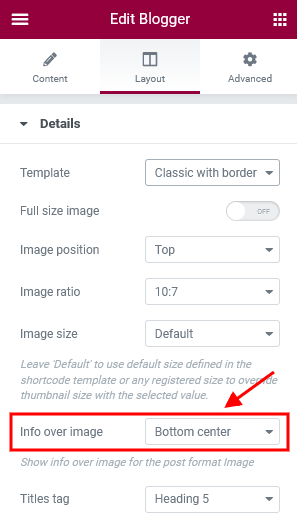 Edit Blogger
Content Layout Advanced
Details
Template Classic with border
Full size image OFF
Image position Top
Image ratio 10:7
Image size Default
Leave 'Default' to use default size defined in the
shortcode template or any registered size to override
thumbnail size with the selected value.
Info over image Bottom center
Show info over image for the post format Image
Titles tag Heading 5